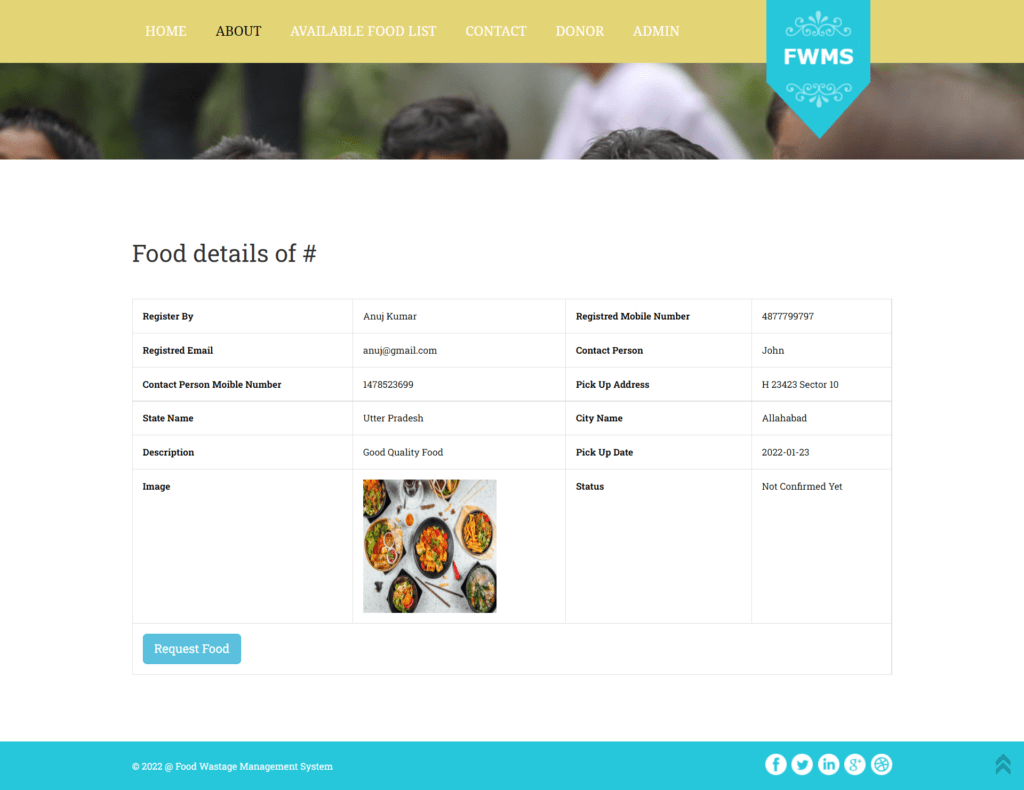 HOME ABOUT AVAILABLE FOOD LIST CONTACT DONOR ADMIN
FWMS
Food details of #
Register By Anuj Kumar Registred Mobile Number 4877799797
Registred Email anuj@gmail.com Contact Person John
Contact Person Moible Number 1478523699 Pick Up Address H 23423 Sector 10
State Name Utter Pradesh City Name Allahabad
Description Good Quality Food Pick Up Date 2022-01-23
Image Status Not Confirmed Yet
Request Food
© 2022 @ Food Wastage Management System